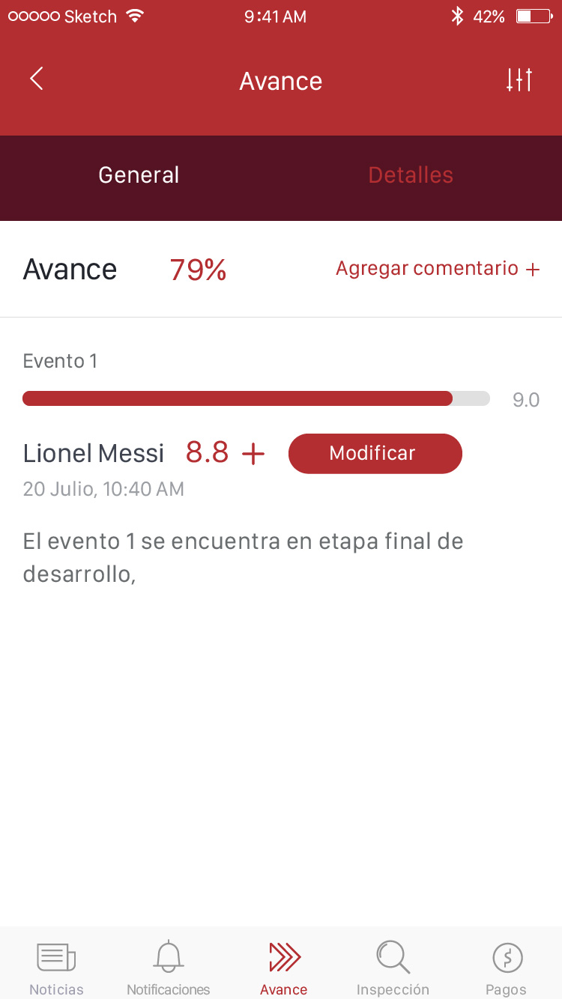 Sketch 9:41 AM 42%
Avance
General Detalles
Avance 79% Agregar comentario +
Evento 1
9.0
Lionel Messi 8.8 + Modificar
20 Julio, 10:40 AM
El evento 1 se encuentra en etapa final de
desarrollo,
Noticias Notificaciones Avance Inspección Pagos